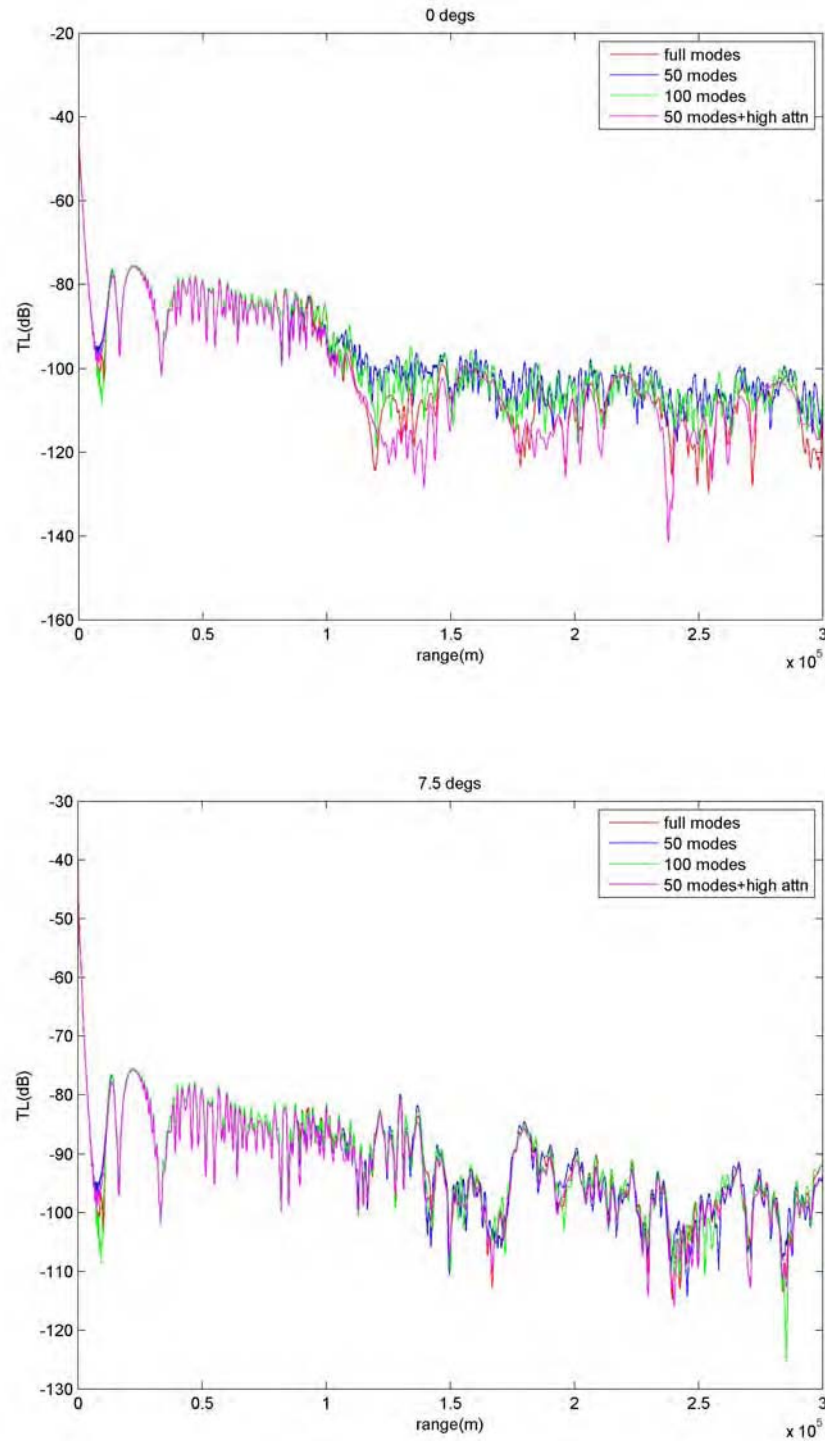 0 degs
-20
-40
-60
-80
-100
-120
-140
-160
TL(dB)
full modes
50 modes
100 modes
50 modes+high attn
0
0.5
1
1.5
2
2.5
3
range(m)
x 10^5
7.5 degs
-30
-40
-50
-60
-70
-80
-90
-100
-110
-120
-130
TL(dB)
full modes
50 modes
100 modes
50 modes+high attn
0
0.5
1
1.5
2
2.5
3
range(m)
x 10^5